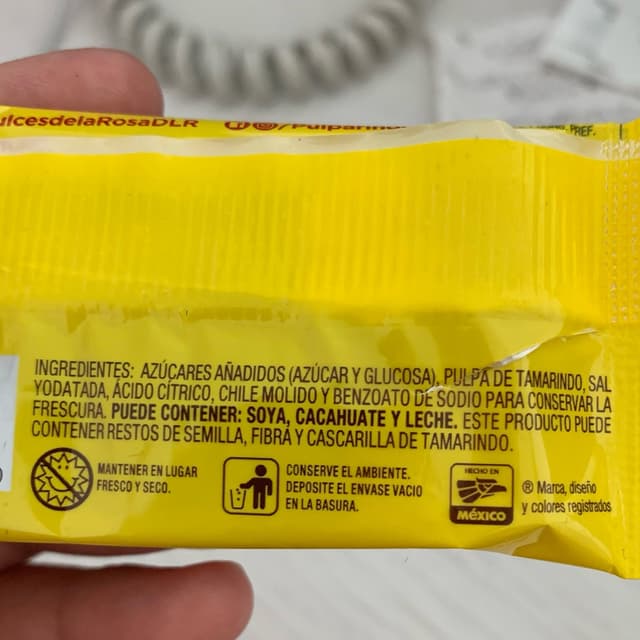 ulcesdelaRosaDLR
PREF.
INGREDIENTES: AZÚCARES AÑADIDOS (AZÚCAR Y GLUCOSA), PULPA DE TAMARINDO, SAL
YODATADA, ÁCIDO CÍTRICO, CHILE MOLIDO Y BENZOATO DE SODIO PARA CONSERVAR LA
FRESCURA. PUEDE CONTENER: SOYA, CACAHUATE Y LECHE. ESTE PRODUCTO PUEDE
CONTENER RESTOS DE SEMILLA, FIBRA Y CASCARILLA DE TAMARINDO.
MANTENER EN LUGAR
FRESCO Y SECO.
CONSERVE EL AMBIENTE.
DEPOSITE EL ENVASE VACIO
EN LA BASURA.
HECHO EN
MéXICO
® Marca, diseño
y colores registrados